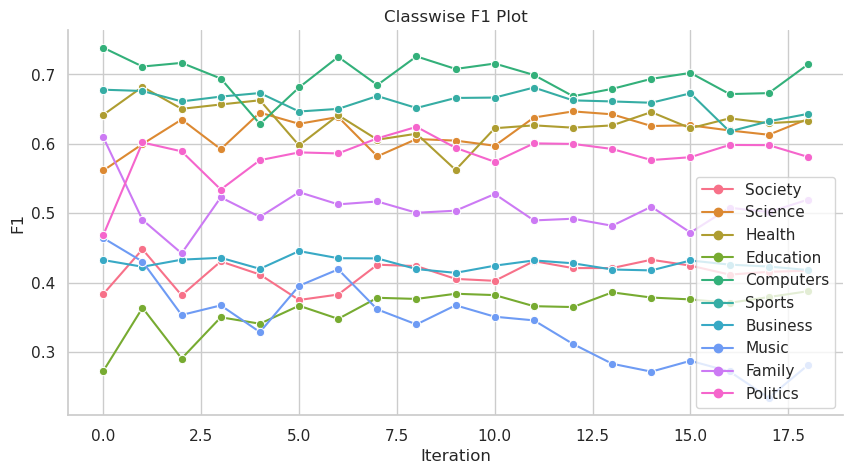 Classwise F1 Plot
F1
0.7
0.6
0.5
0.4
0.3
0.0
2.5
5.0
7.5
10.0
12.5
15.0
17.5
Iteration
Society
Science
Health
Education
Computers
Sports
Business
Music
Family
Politics